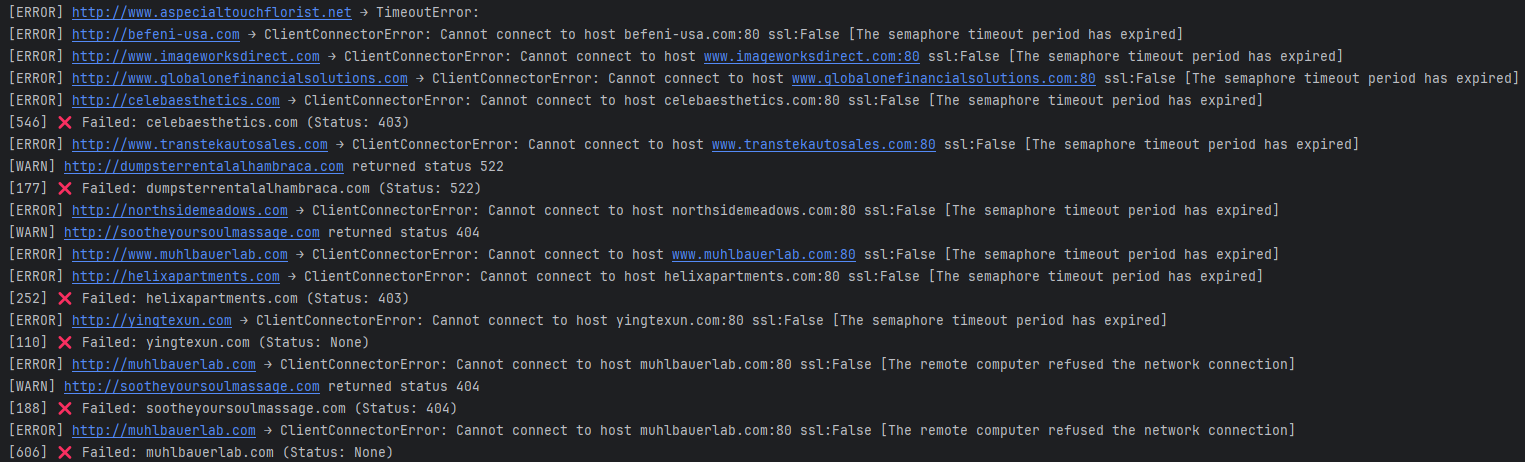 [ERROR] http://www.aspecialtouchflorist.net → TimeoutError:
[ERROR] http://befeni-usa.com → ClientConnectorError: Cannot connect to host befeni-usa.com:80 ssl:False [The semaphore timeout period has expired]
[ERROR] http://www.imageworksdirect.com → ClientConnectorError: Cannot connect to host www.imageworksdirect.com:80 ssl:False [The semaphore timeout period has expired]
[ERROR] http://www.globalonefinancialsolutions.com → ClientConnectorError: Cannot connect to host www.globalonefinancialsolutions.com:80 ssl:False [The semaphore timeout period has expired]
[ERROR] http://celebaesthetics.com → ClientConnectorError: Cannot connect to host celebaesthetics.com:80 ssl:False [The semaphore timeout period has expired]
[546] ❌ Failed: celebaesthetics.com (Status: 403)
[ERROR] http://www.transtekautosales.com → ClientConnectorError: Cannot connect to host www.transtekautosales.com:80 ssl:False [The semaphore timeout period has expired]
[WARN] http://dumpsterrentalalhambraca.com returned status 522
[177] ❌ Failed: dumpsterrentalalhambraca.com (Status: 522)
[ERROR] http://northsidemeadows.com → ClientConnectorError: Cannot connect to host northsidemeadows.com:80 ssl:False [The semaphore timeout period has expired]
[WARN] http://sootheyoursoulmassage.com returned status 404
[ERROR] http://www.muhlbauerlab.com → ClientConnectorError: Cannot connect to host www.muhlbauerlab.com:80 ssl:False [The semaphore timeout period has expired]
[ERROR] http://helixapartments.com → ClientConnectorError: Cannot connect to host helixapartments.com:80 ssl:False [The semaphore timeout period has expired]
[252] ❌ Failed: helixapartments.com (Status: 403)
[ERROR] http://yingtexun.com → ClientConnectorError: Cannot connect to host yingtexun.com:80 ssl:False [The semaphore timeout period has expired]
[110] ❌ Failed: yingtexun.com (Status: None)
[ERROR] http://muhlbauerlab.com → ClientConnectorError: Cannot connect to host muhlbauerlab.com:80 ssl:False [The remote computer refused the network connection]
[WARN] http://sootheyoursoulmassage.com returned status 404
[188] ❌ Failed: sootheyoursoulmassage.com (Status: 404)
[ERROR] http://muhlbauerlab.com → ClientConnectorError: Cannot connect to host muhlbauerlab.com:80 ssl:False [The remote computer refused the network connection]
[606] ❌ Failed: muhlbauerlab.com (Status: None)